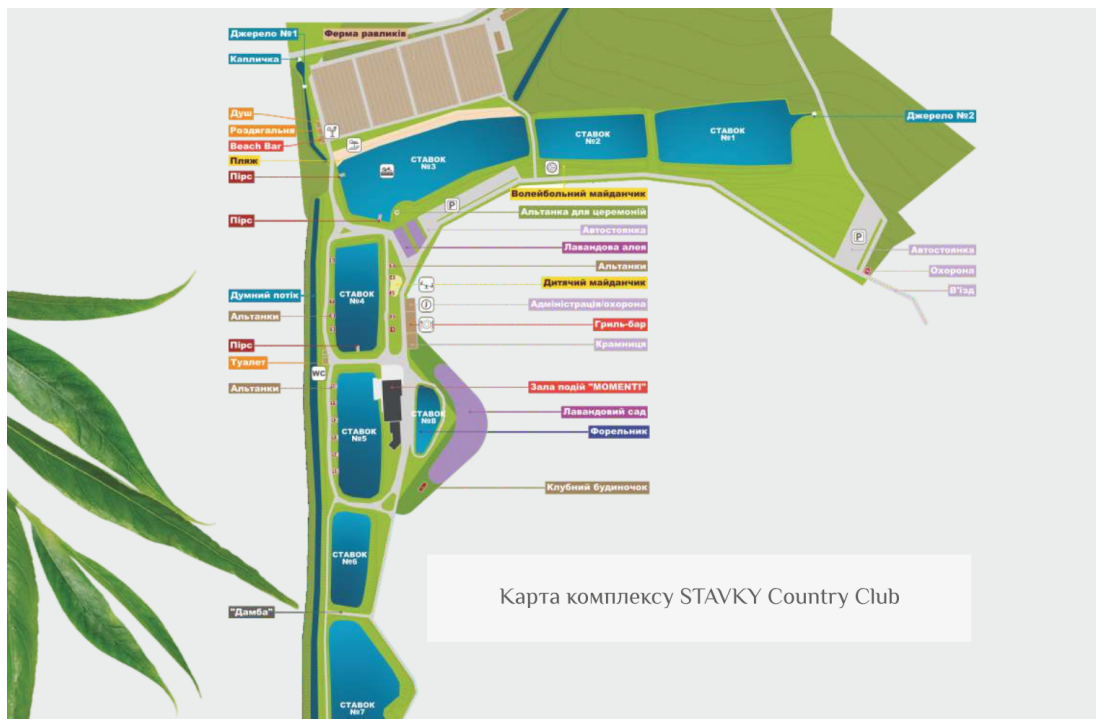 Джерело №1
Ферма равликів
Капличка
Душ
Роздягальня
Beach Bar
Пляж
Пірс
Пірс
Джерело №2
СТАВОК
№1
СТАВОК
№2
СТАВОК
№3
P
Волейбольний майданчик
Альтанка для церемоній
Автостоянка
Лавандова алея
P
Автостоянка
Охорона
В'їзд
Думний потік
Альтанки
Пірс
Туалет
WC
Альтанки
СТАВОК
№4
Альтанки
Дитячий майданчик
Адміністрація/охорона
Гриль-бар
Крамниця
Зала подій "MOMENTI"
Лавандовий сад
Форельник
СТАВОК
№8
СТАВОК
№5
Клубний будиночок
СТАВОК
№6
"Дамба"
СТАВОК
№7
Карта комплексу STAVKY Country Club